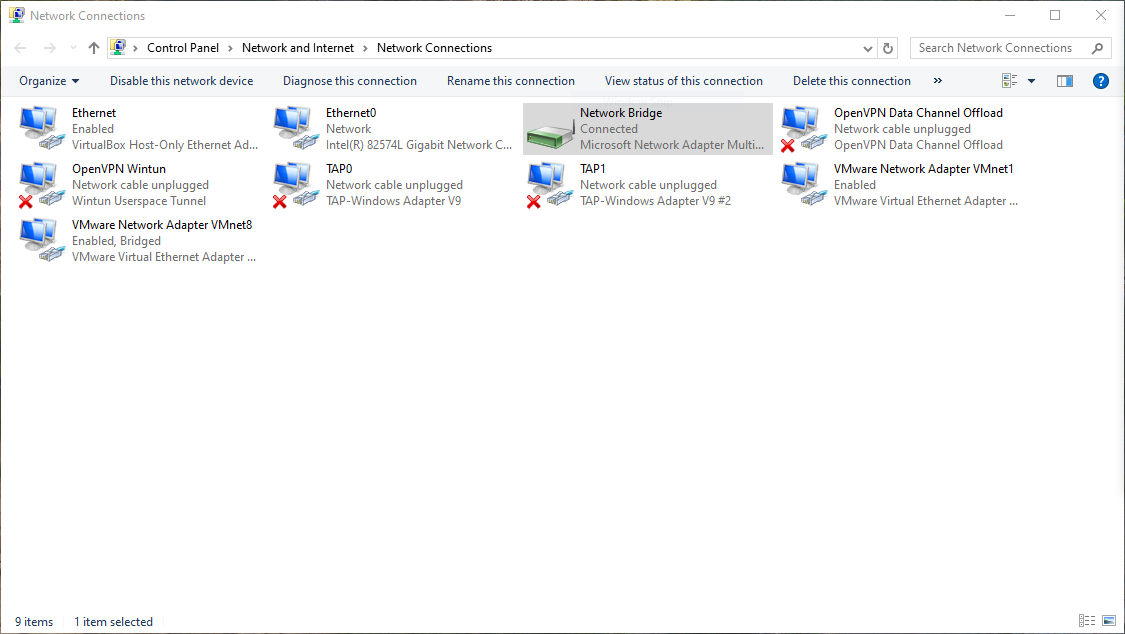 Network Connections
Control Panel › Network and Internet › Network Connections
Search Network Connections
Organize Disable this network device Diagnose this connection Rename this connection View status of this connection Delete this connection »
Ethernet
Enabled
VirtualBox Host-Only Ethernet Ad...
Ethernet0
Network
Intel(R) 82574L Gigabit Network C...
Network Bridge
Connected
Microsoft Network Adapter Multi...
OpenVPN Data Channel Offload
Network cable unplugged
OpenVPN Data Channel Offload
OpenVPN Wintun
Network cable unplugged
Wintun Userspace Tunnel
TAP0
Network cable unplugged
TAP-Windows Adapter V9
TAP1
Network cable unplugged
TAP-Windows Adapter V9 #2
VMware Network Adapter VMnet1
Enabled
VMware Virtual Ethernet Adapter ...
VMware Network Adapter VMnet8
Enabled, Bridged
VMware Virtual Ethernet Adapter ...
9 items 1 item selected